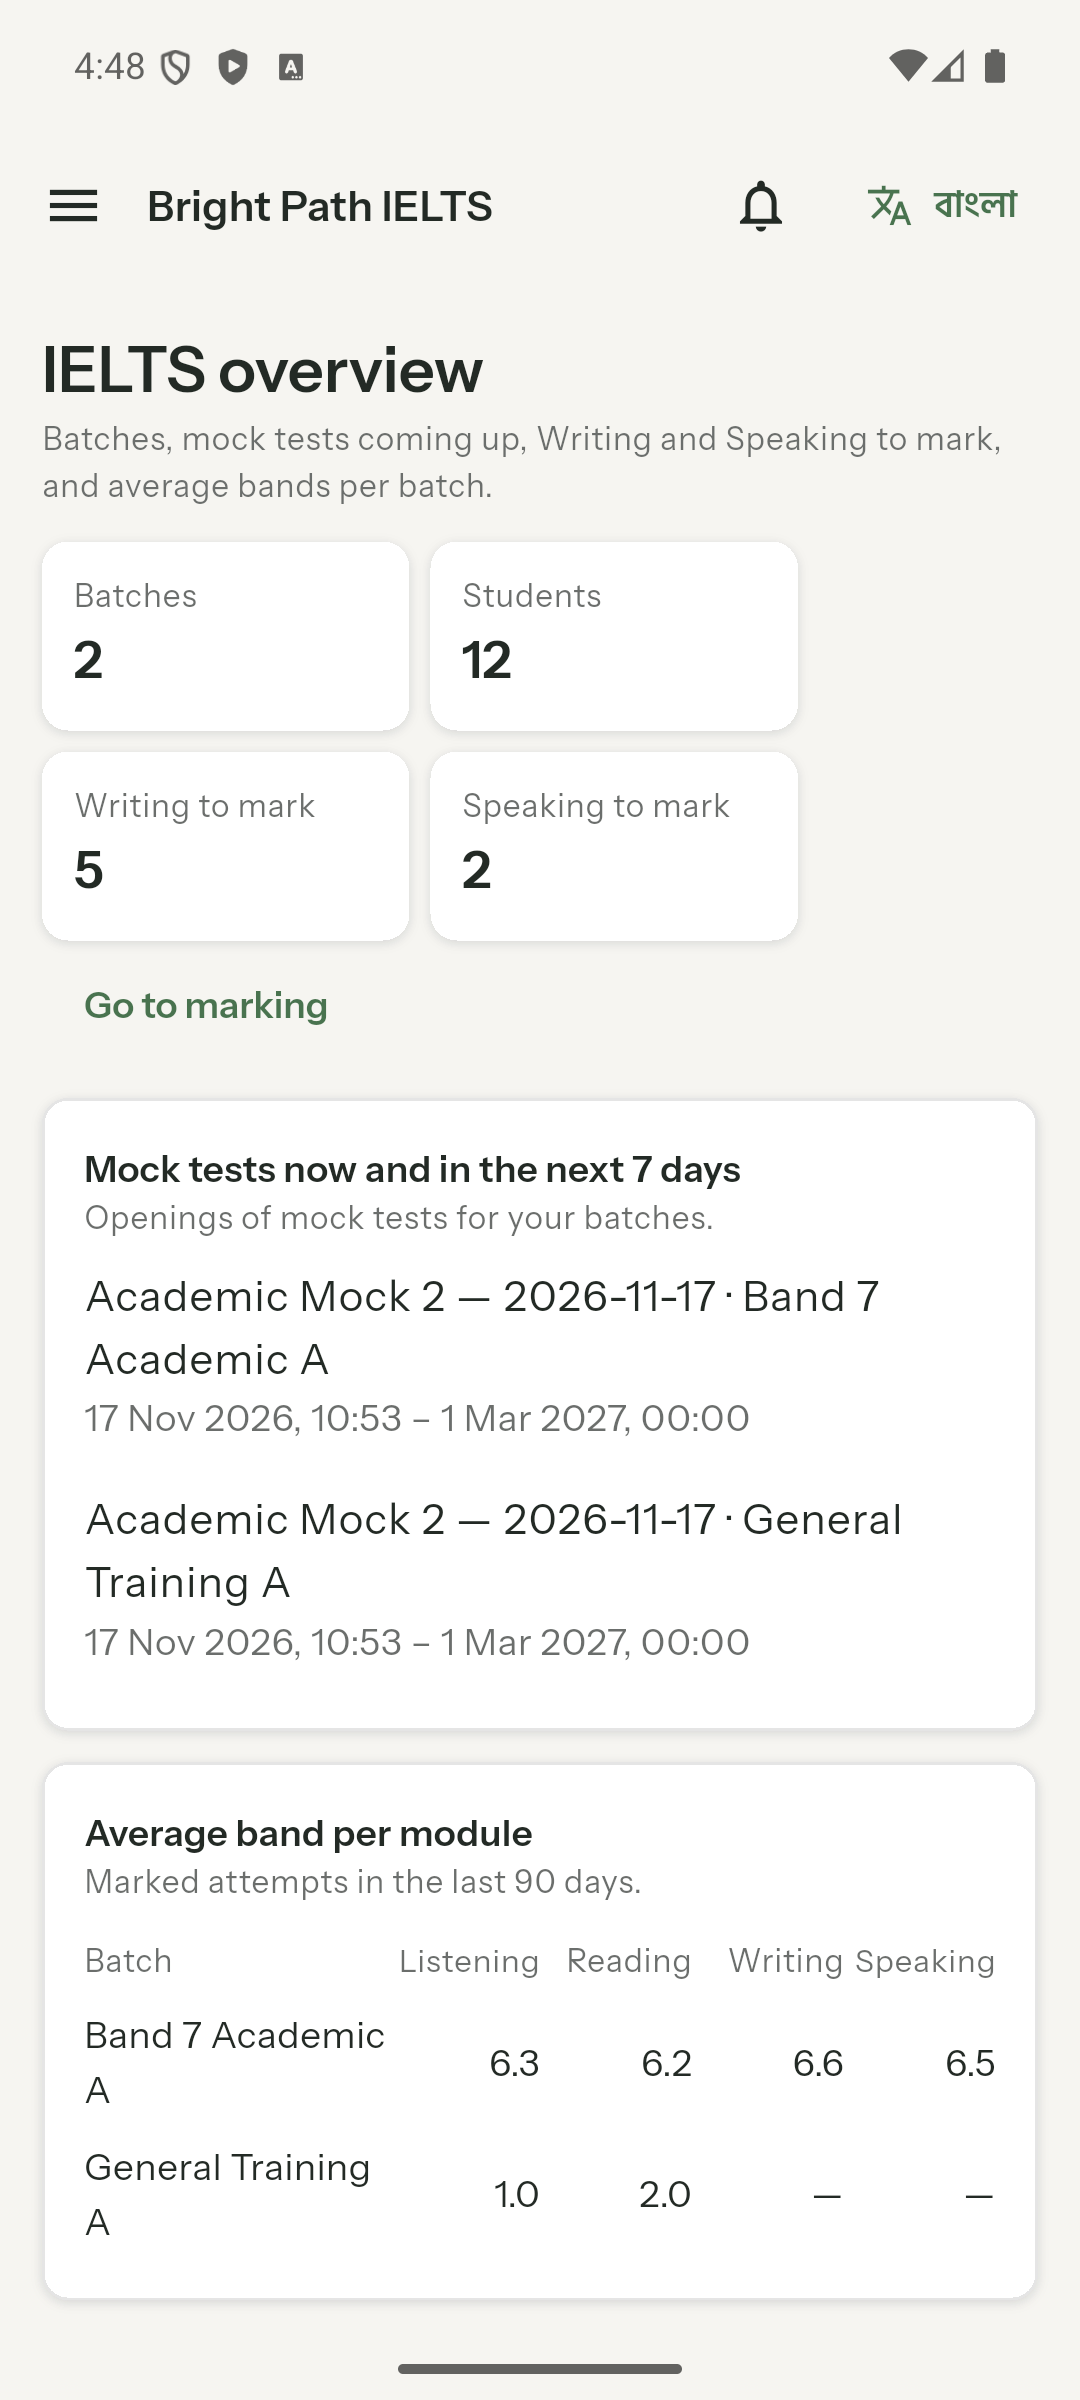 4:48
Bright Path IELTS
বাংলা
IELTS overview
Batches, mock tests coming up, Writing and Speaking to mark,
and average bands per batch.
Batches
2
Students
12
Writing to mark
5
Speaking to mark
2
Go to marking
Mock tests now and in the next 7 days
Openings of mock tests for your batches.
Academic Mock 2 — 2026-11-17 · Band 7
Academic A
17 Nov 2026, 10:53 – 1 Mar 2027, 00:00
Academic Mock 2 — 2026-11-17 · General
Training A
17 Nov 2026, 10:53 – 1 Mar 2027, 00:00
Average band per module
Marked attempts in the last 90 days.
Batch Listening Reading Writing Speaking
Band 7 Academic
A
6.3 6.2 6.6 6.5
General Training
A
1.0 2.0 — —